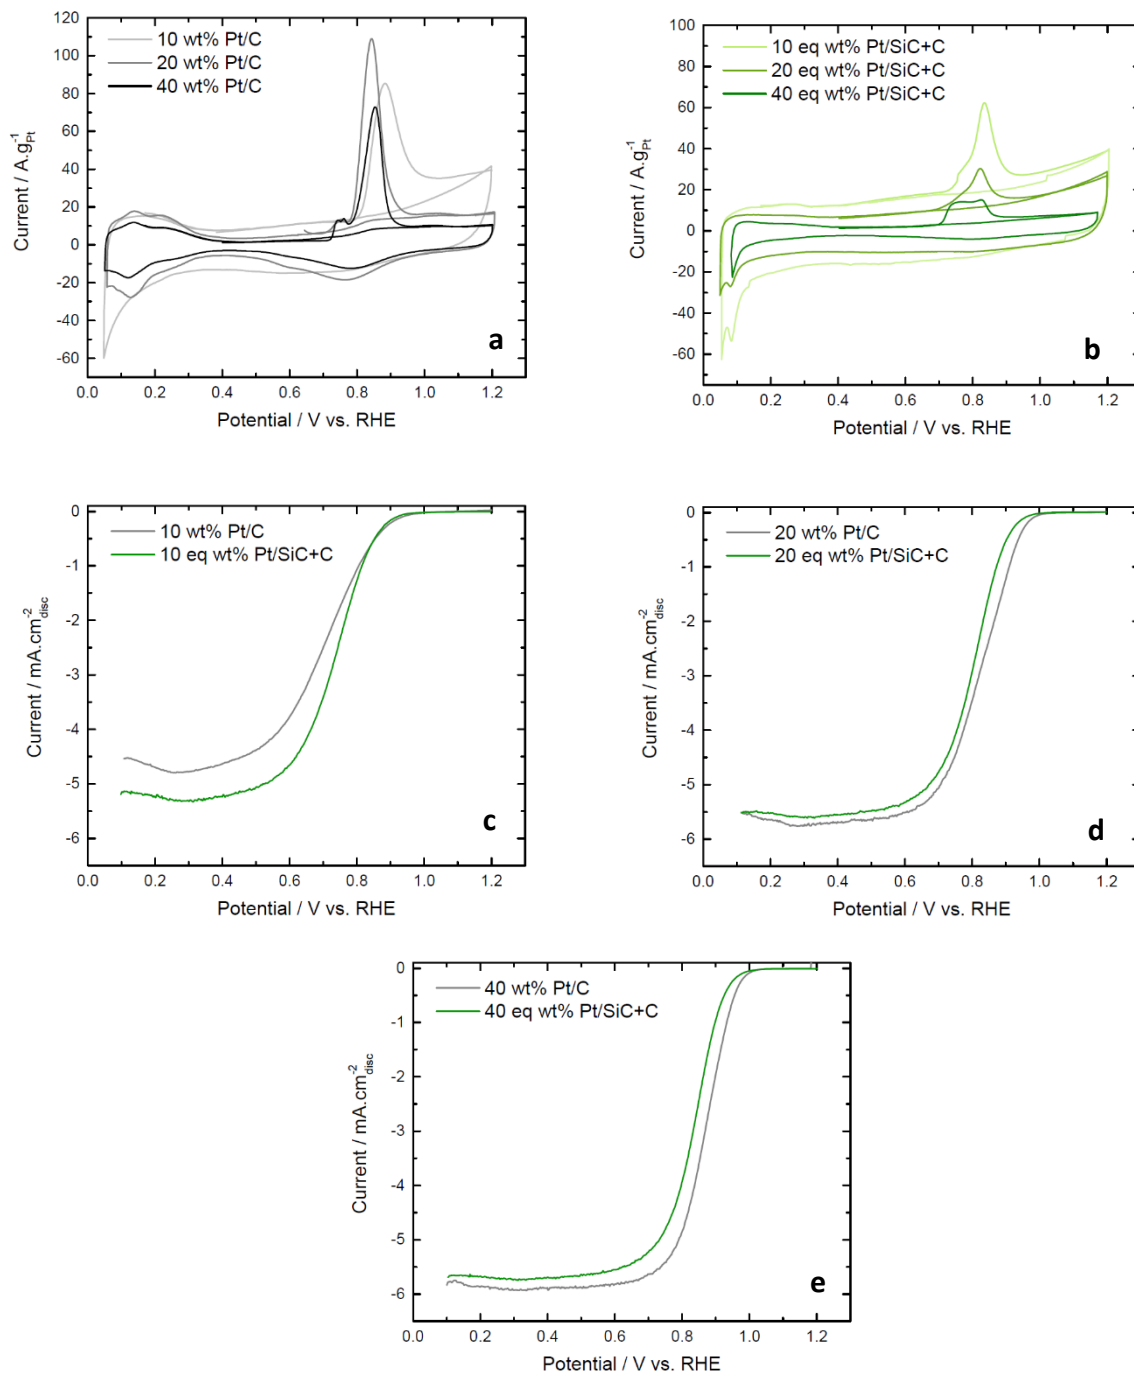 120
100
80
60
40
20
0
-20
-40
-60
10 wt% Pt/C
20 wt% Pt/C
40 wt% Pt/C
Current / A.g⁻¹Pt
a
0.0 0.2 0.4 0.6 0.8 1.0 1.2
Potential / V vs. RHE
100
80
60
40
20
0
-20
-40
-60
10 eq wt% Pt/SiC+C
20 eq wt% Pt/SiC+C
40 eq wt% Pt/SiC+C
Current / A.g⁻¹Pt
b
0.0 0.2 0.4 0.6 0.8 1.0 1.2
Potential / V vs. RHE
0
-1
-2
-3
-4
-5
-6
10 wt% Pt/C
10 eq wt% Pt/SiC+C
Current / mA.cm⁻²disc
c
0.0 0.2 0.4 0.6 0.8 1.0 1.2
Potential / V vs. RHE
0
-1
-2
-3
-4
-5
-6
20 wt% Pt/C
20 eq wt% Pt/SiC+C
Current / mA.cm⁻²disc
d
0.0 0.2 0.4 0.6 0.8 1.0 1.2
Potential / V vs. RHE
0
-1
-2
-3
-4
-5
-6
40 wt% Pt/C
40 eq wt% Pt/SiC+C
Current / mA.cm⁻²disc
e
0.0 0.2 0.4 0.6 0.8 1.0 1.2
Potential / V vs. RHE